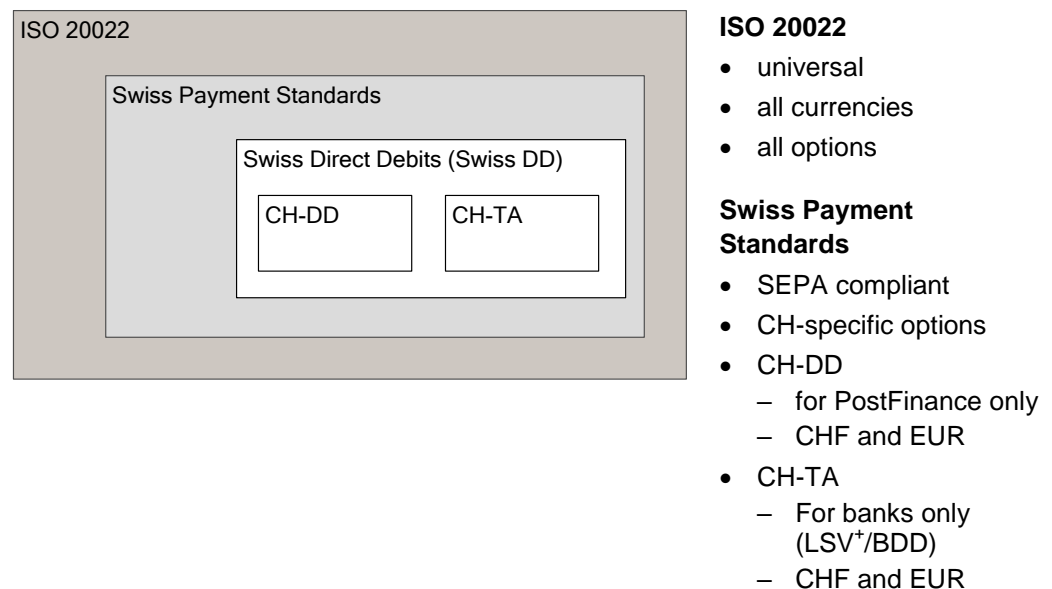 ISO 20022
Swiss Payment Standards
Swiss Direct Debits (Swiss DD)
CH-DD
CH-TA
ISO 20022
• universal
• all currencies
• all options
Swiss Payment
Standards
• SEPA compliant
• CH-specific options
• CH-DD
– for PostFinance only
– CHF and EUR
• CH-TA
– For banks only
(LSV+/BDD)
– CHF and EUR